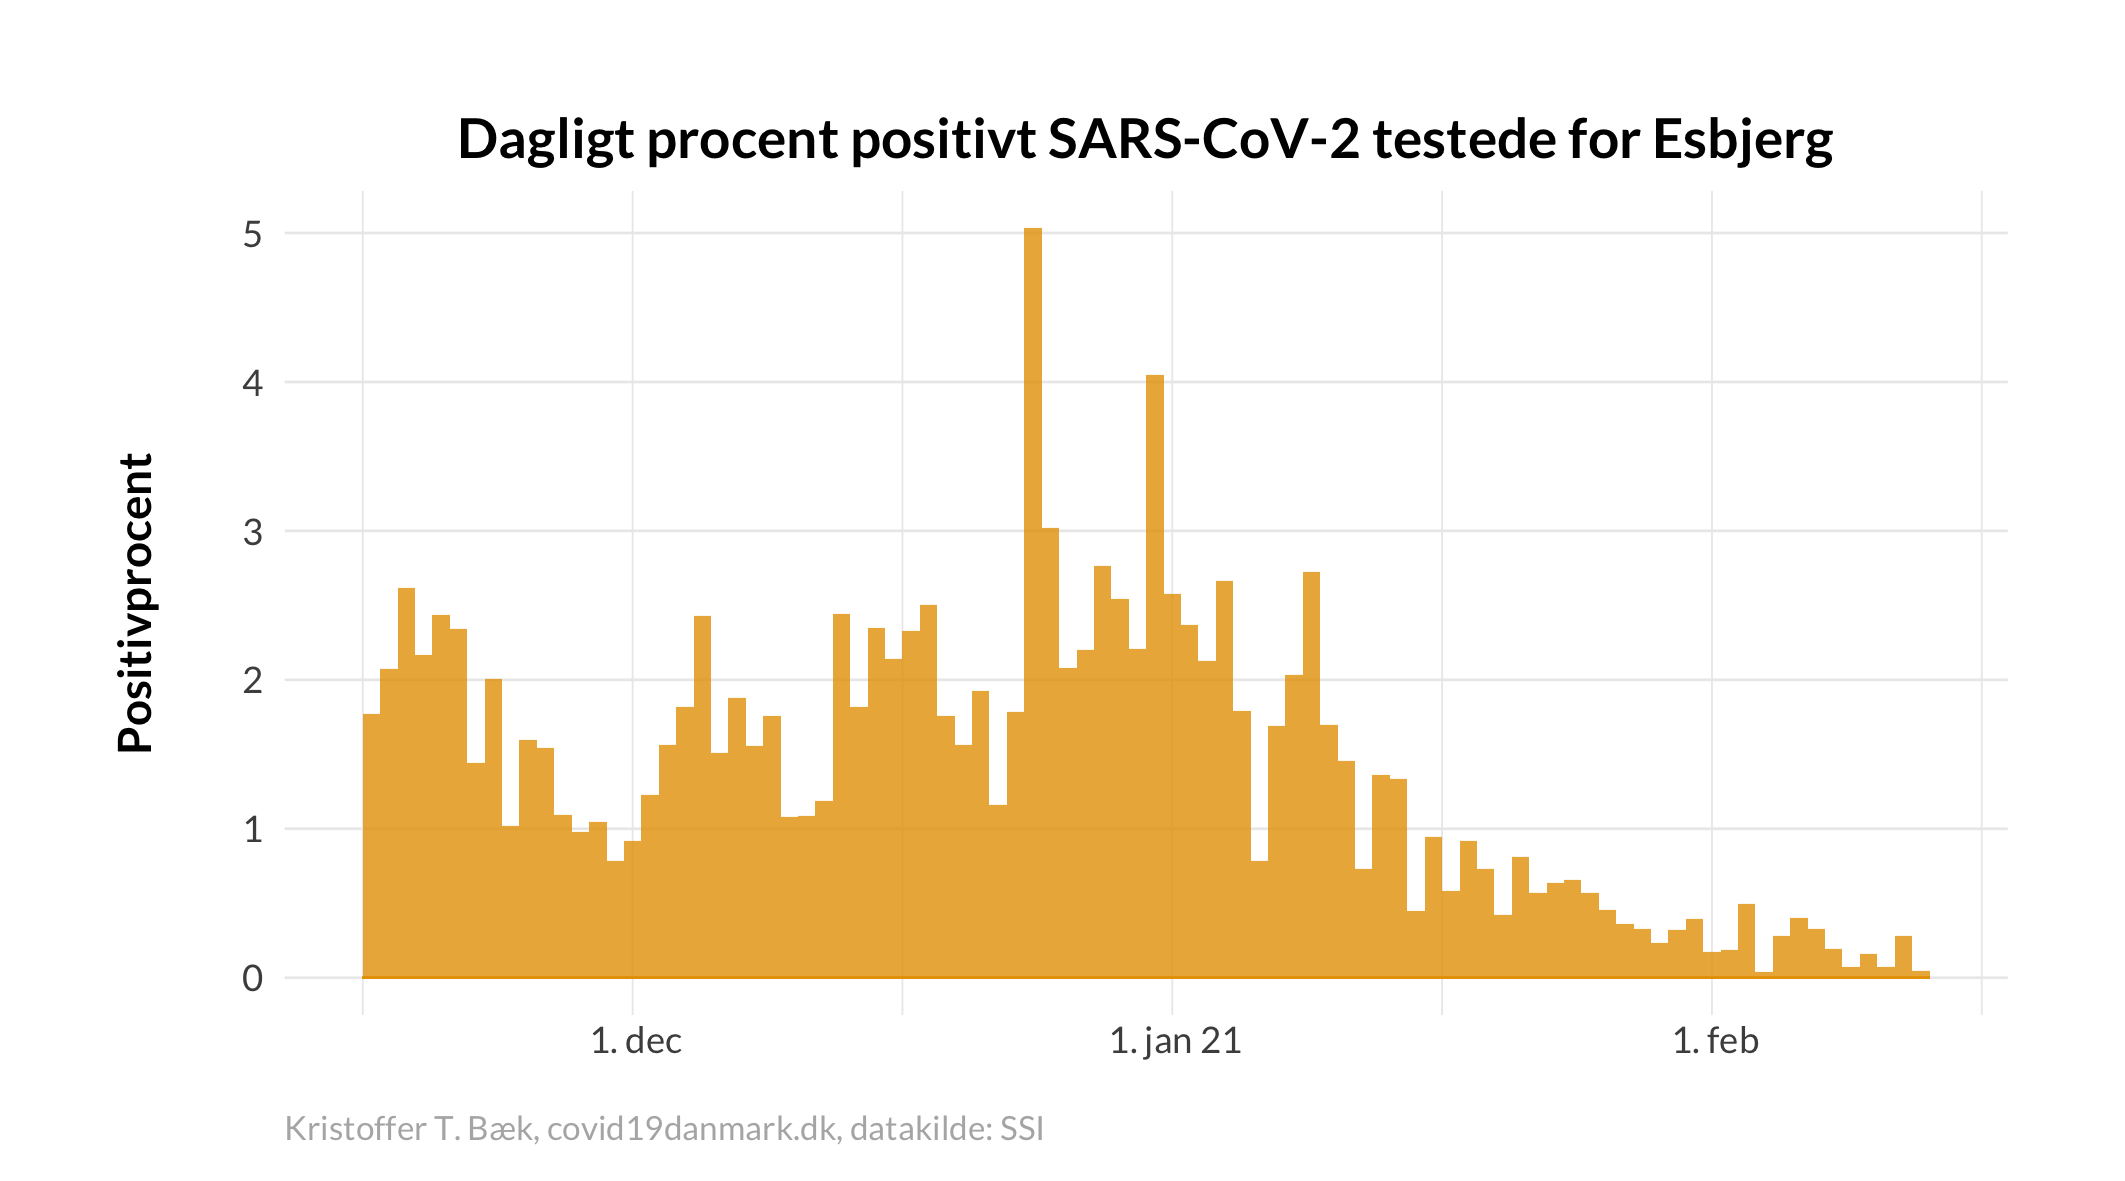 Dagligt procent positivt SARS-CoV-2 testede for Esbjerg
Positivprocent
5
4
3
2
1
0
1. dec
1. jan 21
1. feb
Kristoffer T. Bæk, covid19danmark.dk, datakilde: SSI